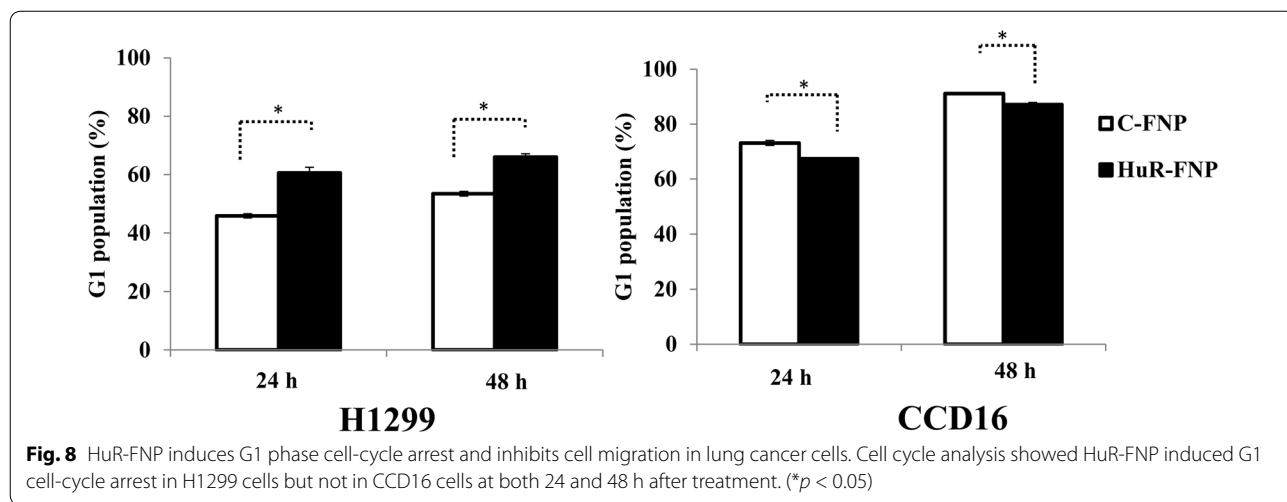 100
80
60
40
20
0
G1 population (%)
*
*
24 h
48 h
H1299
100
80
60
40
20
0
G1 population (%)
*
*
24 h
48 h
CCD16
C-FNP
HuR-FNP
Fig. 8 HuR-FNP induces G1 phase cell-cycle arrest and inhibits cell migration in lung cancer cells. Cell cycle analysis showed HuR-FNP induced G1
cell-cycle arrest in H1299 cells but not in CCD16 cells at both 24 and 48 h after treatment. (*p < 0.05)